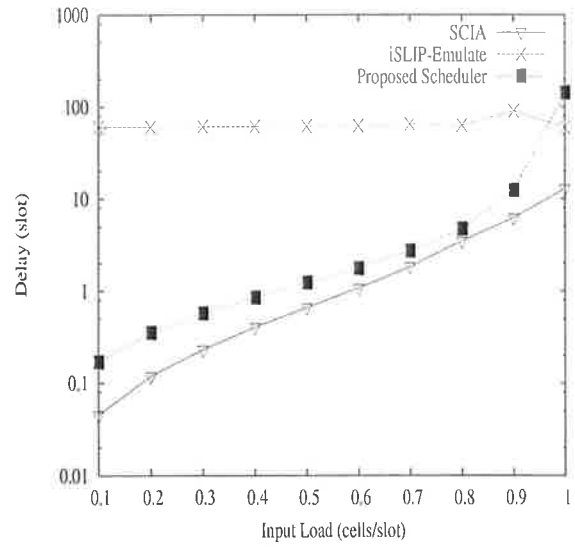 1000
100
10
1
0.1
0.01
Delay (slot)
SCIA
iSLIP-Emulate
Proposed Scheduler
0.1 0.2 0.3 0.4 0.5 0.6 0.7 0.8 0.9 1
Input Load (cells/slot)